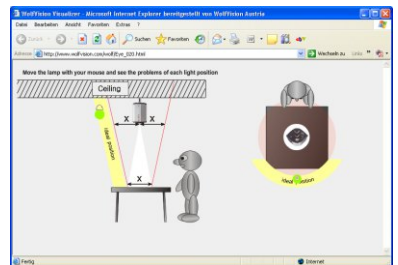 WolfVision Visualizer - Microsoft Internet Explorer bereitgestellt von WolfVision Austria
Datei Bearbeiten Ansicht Favoriten Extras ?
Zurück Suchen Favoriten
Adresse Wechseln zu Links »
Move the lamp with your mouse and see the problems of each light position
Ceiling
X X
ideal position
X
ideal position
Fertig Internet